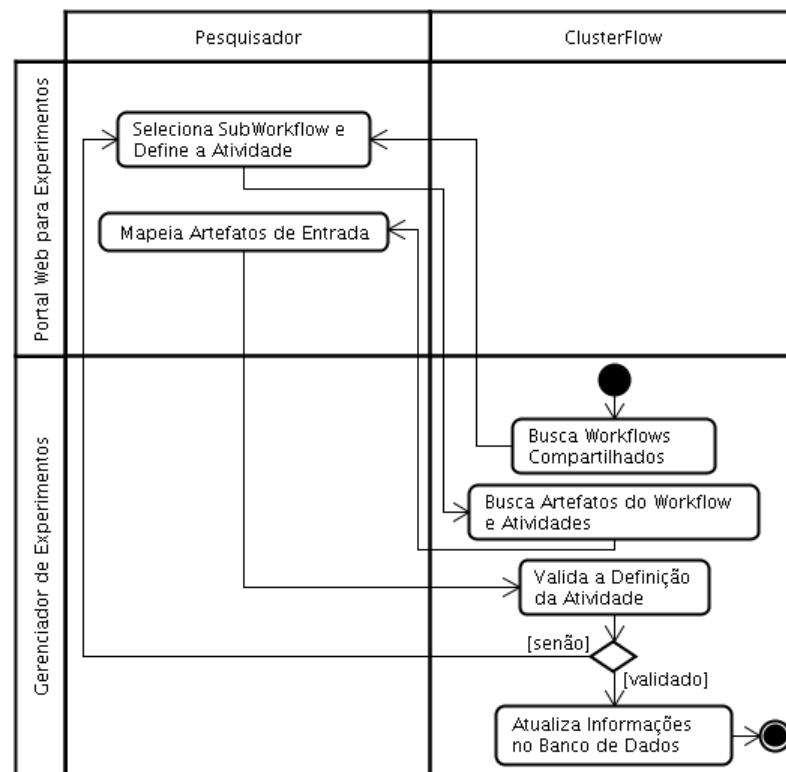 Pesquisador
ClusterFlow
Portal Web para Experimentos
Seleciona SubWorkflow e
Define a Atividade
Mapeia Artefatos de Entrada
Gerenciador de Experimentos
Busca Workflows
Compartilhados
Busca Artefatos do Workflow
e Atividades
Valida a Definição
da Atividade
[senão]
[validado]
Atualiza Informações
no Banco de Dados